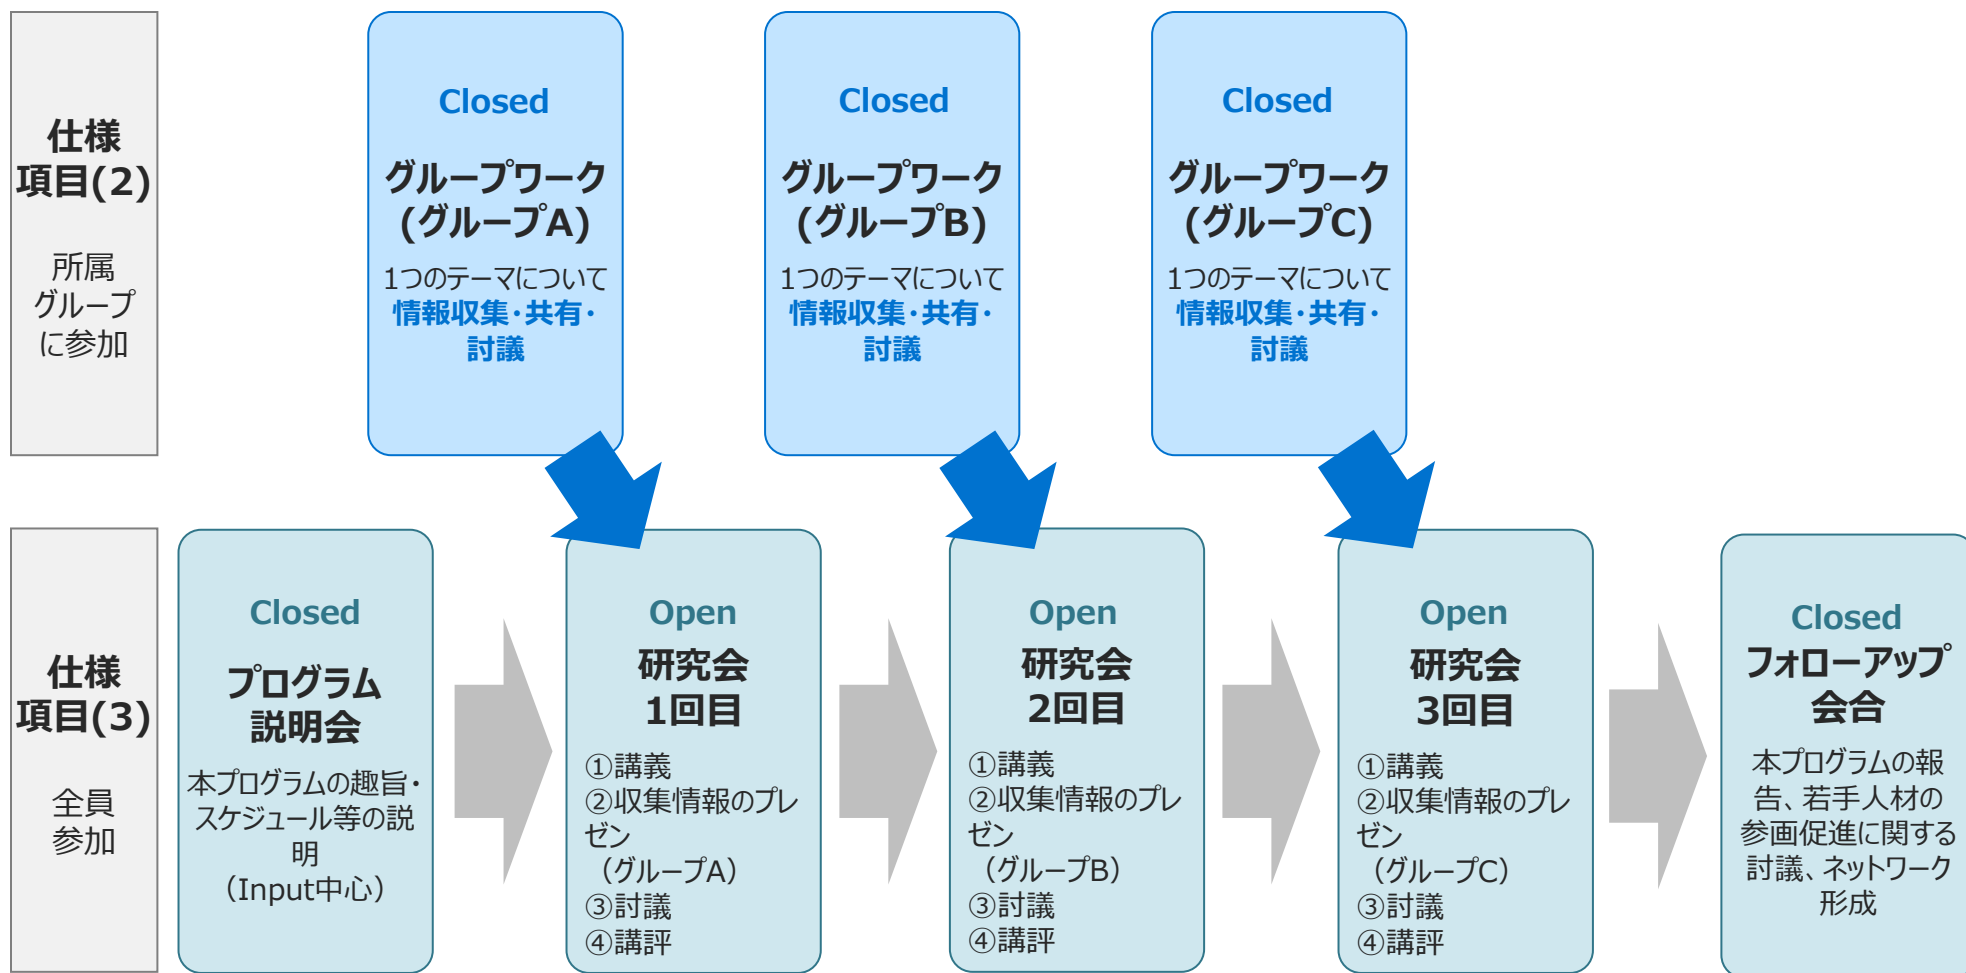 仕様
項目(2)
所属
グループ
に参加
Closed
グループワーク
(グループA)
1つのテーマについて
情報収集・共有・
討議
Closed
グループワーク
(グループB)
1つのテーマについて
情報収集・共有・
討議
Closed
グループワーク
(グループC)
1つのテーマについて
情報収集・共有・
討議
仕様
項目(3)
全員
参加
Closed
プログラム
説明会
本プログラムの趣旨・
スケジュール等の説
明
（Input中心）
Open
研究会
1回目
①講義
②収集情報のプレ
ゼン
（グループA）
③討議
④講評
Open
研究会
2回目
①講義
②収集情報のプレ
ゼン
（グループB）
③討議
④講評
Open
研究会
3回目
①講義
②収集情報のプレ
ゼン
（グループC）
③討議
④講評
Closed
フォローアップ
会合
本プログラムの報
告、若手人材の
参画促進に関する
討議、ネットワーク
形成